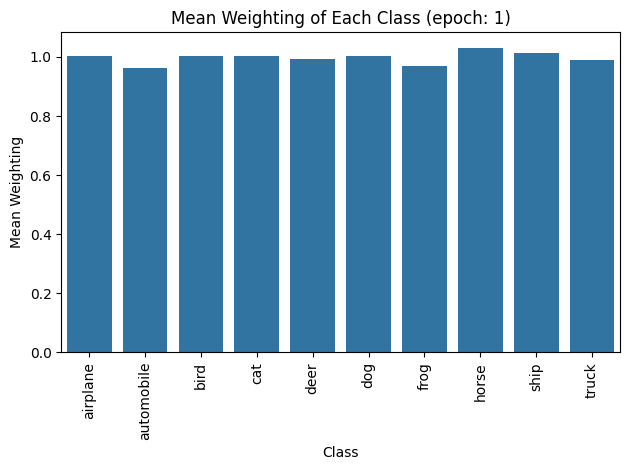 Mean Weighting of Each Class (epoch: 1)
Mean Weighting
1.0
0.8
0.6
0.4
0.2
0.0
airplane
automobile
bird
cat
deer
dog
frog
horse
ship
truck
Class